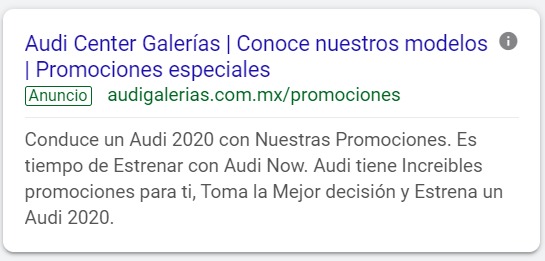 Audi Center Galerías | Conoce nuestros modelos
| Promociones especiales
Anuncio audigalerias.com.mx/promociones
Conduce un Audi 2020 con Nuestras Promociones. Es
tiempo de Estrenar con Audi Now. Audi tiene Increibles
promociones para ti, Toma la Mejor decisión y Estrena un
Audi 2020.